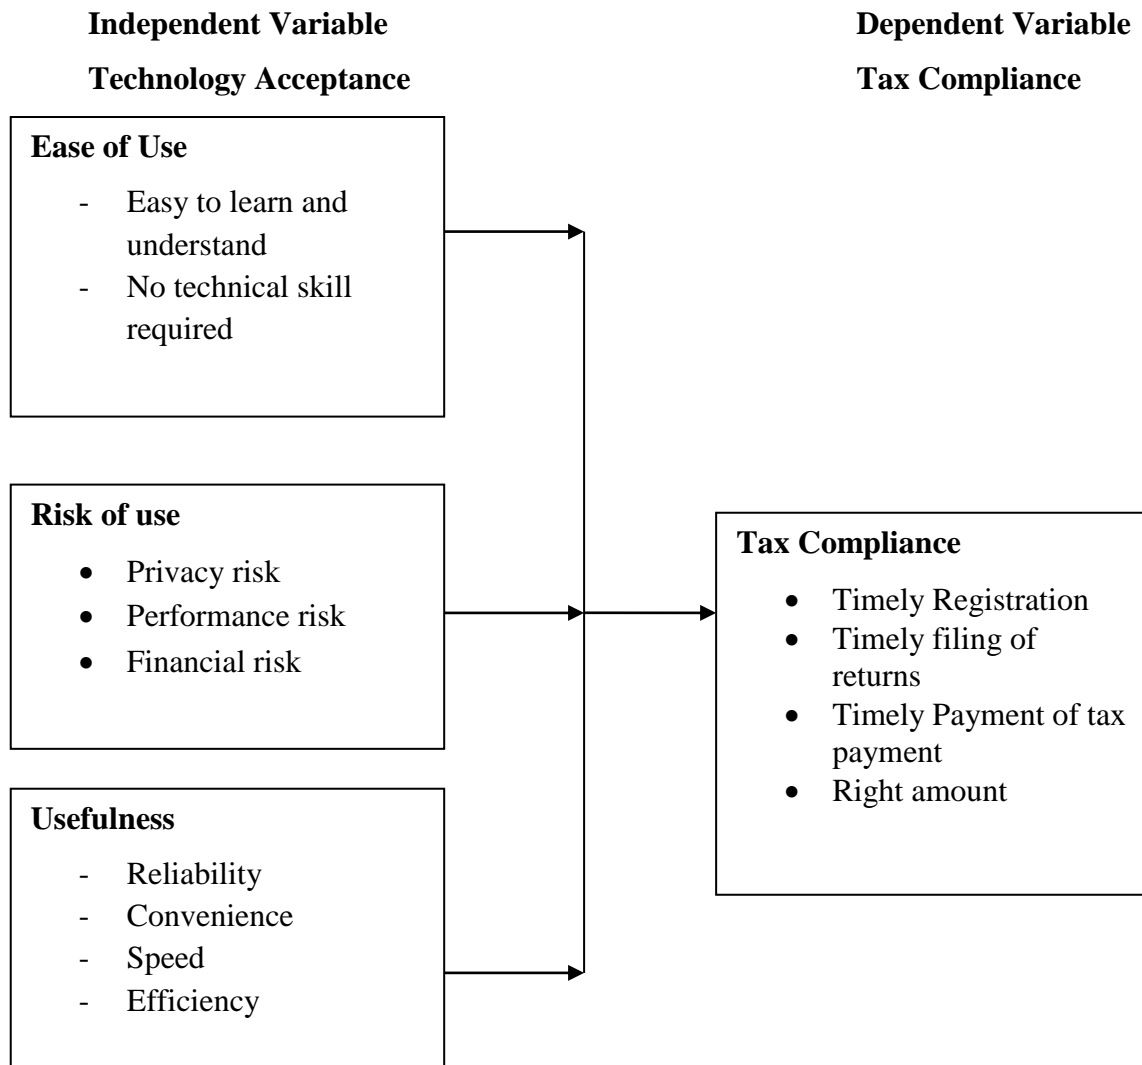 Independent Variable
Technology Acceptance
Dependent Variable
Tax Compliance
Ease of Use
- Easy to learn and
understand
- No technical skill
required
Risk of use
• Privacy risk
• Performance risk
• Financial risk
Usefulness
- Reliability
- Convenience
- Speed
- Efficiency
Tax Compliance
• Timely Registration
• Timely filing of
returns
• Timely Payment of tax
payment
• Right amount